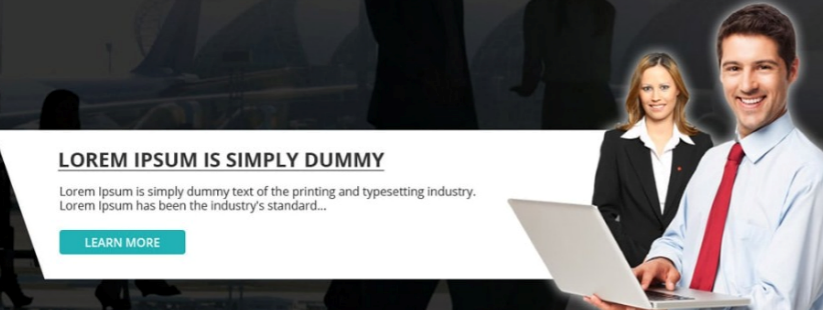 LOREM IPSUM IS SIMPLY DUMMY
Lorem Ipsum is simply dummy text of the printing and typesetting industry.
Lorem Ipsum has been the industry's standard...
LEARN MORE